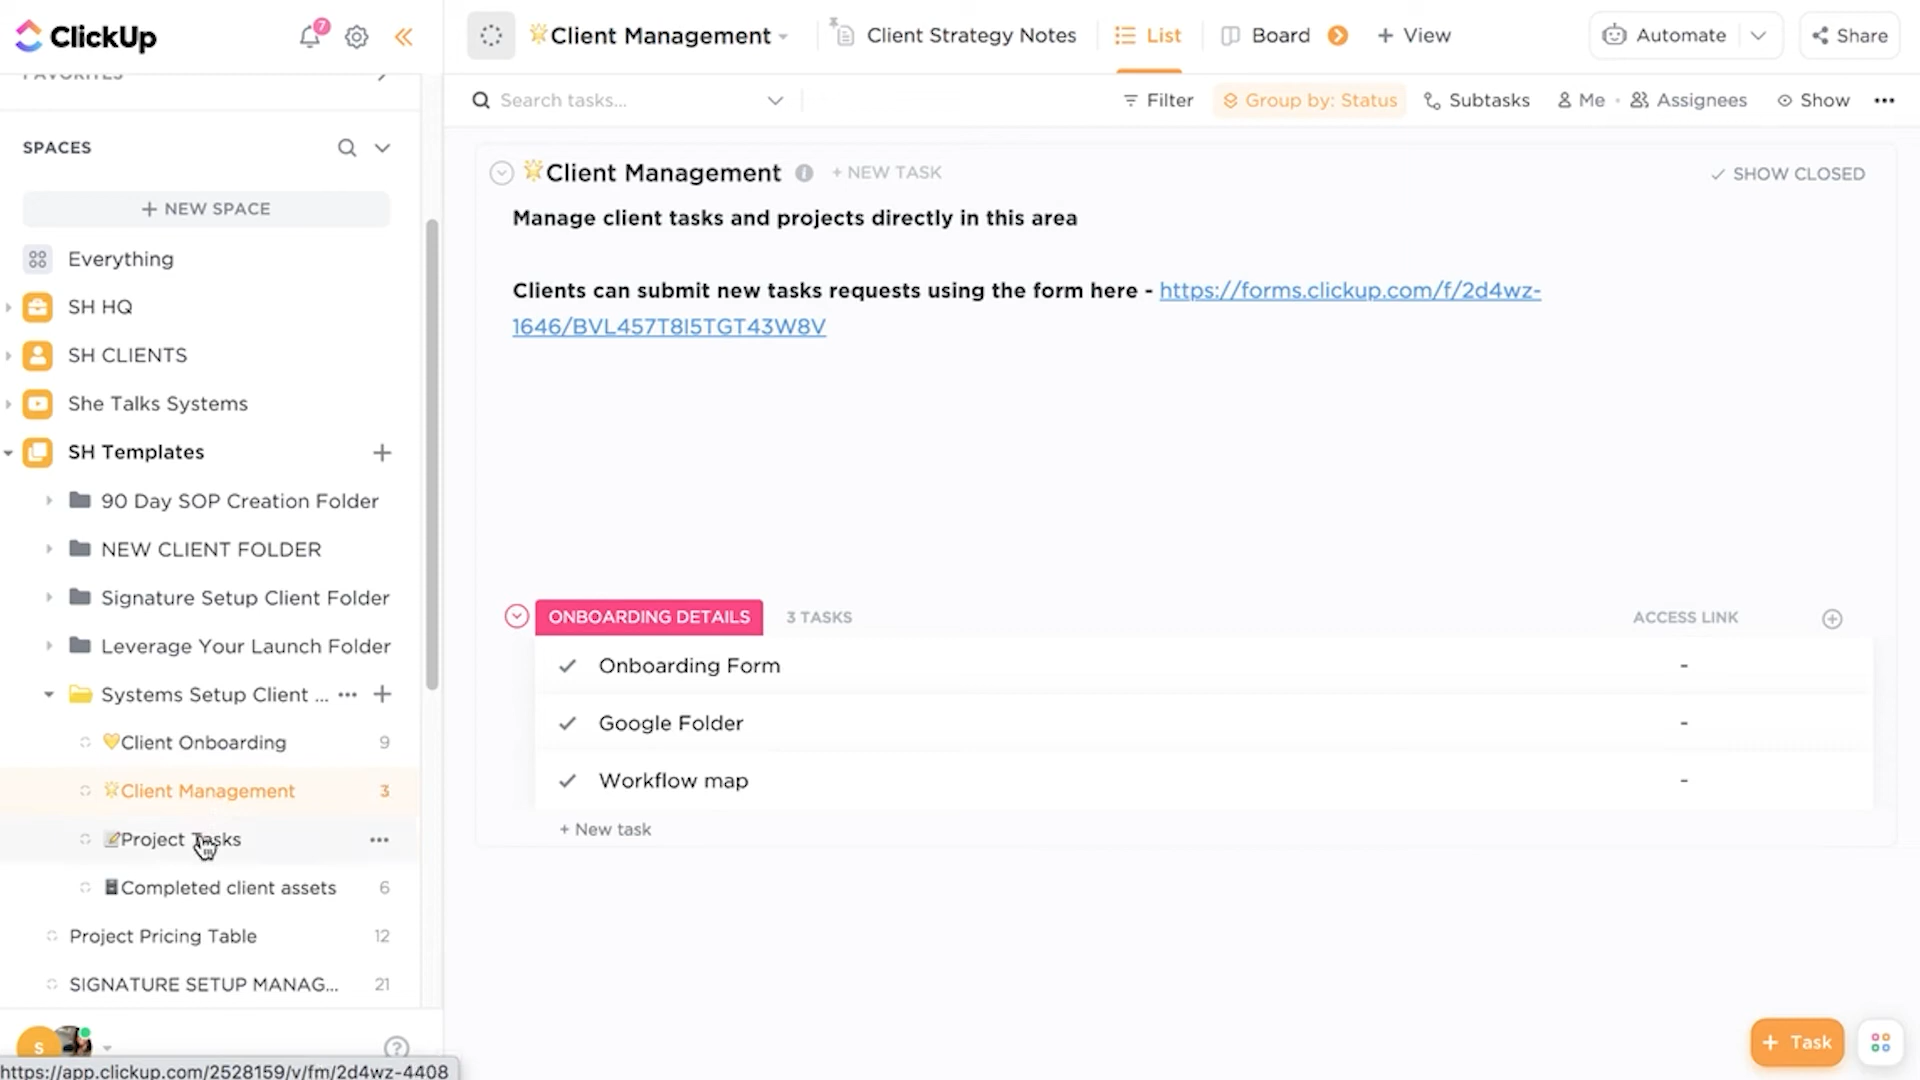 ClickUp
7
FAVORITES
SPACES
+ NEW SPACE
Everything
SH HQ
SH CLIENTS
She Talks Systems
SH Templates
90 Day SOP Creation Folder
NEW CLIENT FOLDER
Signature Setup Client Folder
Leverage Your Launch Folder
Systems Setup Client ...
💛Client Onboarding 9
🌟Client Management 3
📝Project Tasks
Completed client assets 6
Project Pricing Table 12
SIGNATURE SETUP MANAG... 21
S
https://app.clickup.com/2528159/v/fm/2d4wz-4408
🌟Client Management
Client Strategy Notes
List
Board
+ View
Automate
Share
Search tasks...
Filter
Group by: Status
Subtasks
Me
Assignees
Show
🌟Client Management
+ NEW TASK
SHOW CLOSED
Manage client tasks and projects directly in this area
Clients can submit new tasks requests using the form here - https://forms.clickup.com/f/2d4wz-
1646/BVL457T8I5TGT43W8V
ONBOARDING DETAILS 3 TASKS ACCESS LINK
Onboarding Form -
Google Folder -
Workflow map -
+ New task
+ Task